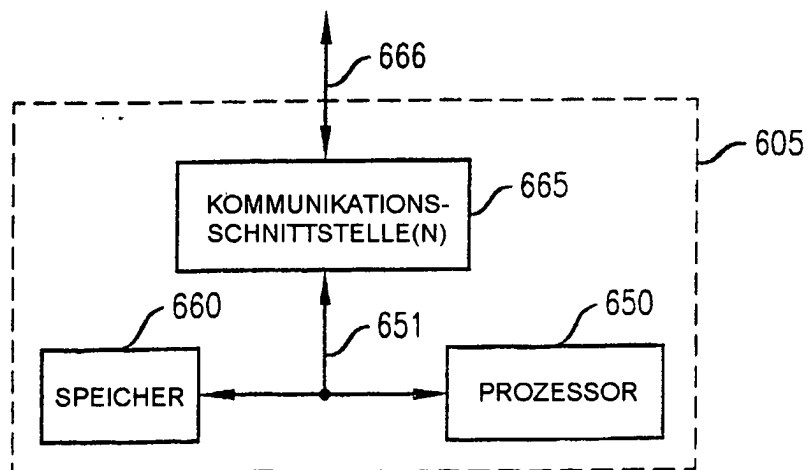 666
605
KOMMUNIKATIONS-
SCHNITTSTELLE(N)
665
660
651
650
SPEICHER
PROZESSOR